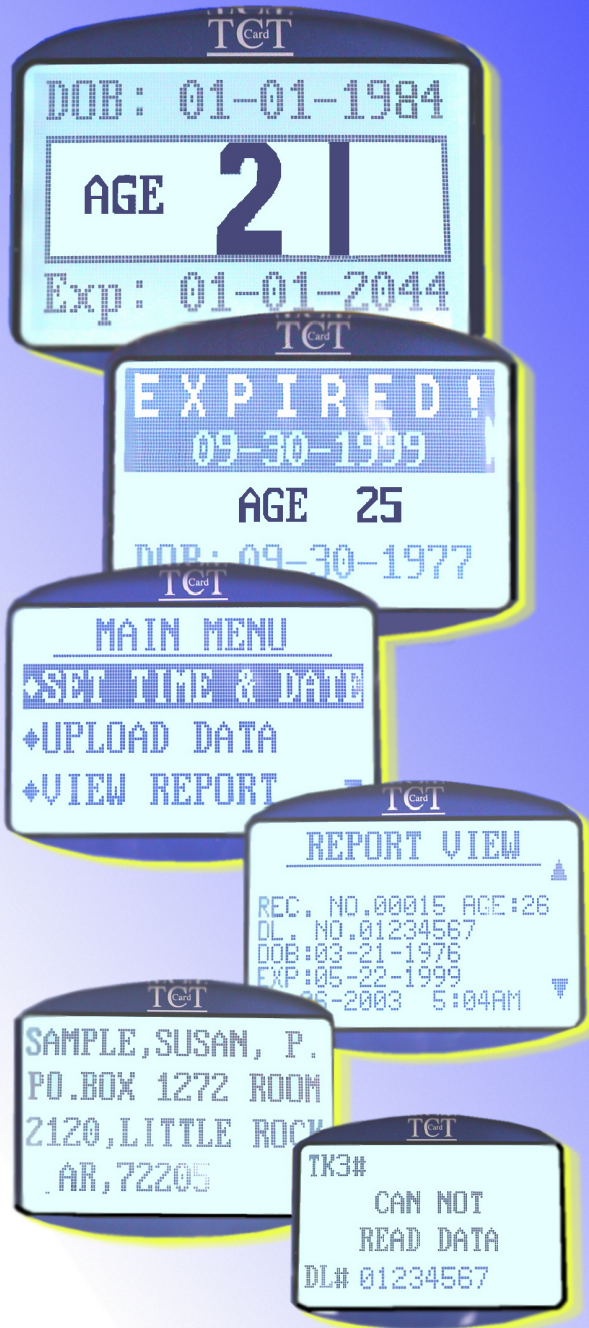 TCT
Card
DOB: 01-01-1984
AGE 21
Exp: 01-01-2044
TCT
Card
EXPIRED!
09-30-1999
AGE 25
DOB: 09-30-1977
TCT
Card
MAIN MENU
SET TIME & DATE
UPLOAD DATA
VIEW REPORT
TCT
Card
REPORT VIEW
REC. NO.00015 AGE:26
DL. NO.01234567
DOB:03-21-1976
EXP:05-22-1999
-2003 5:04AM
TCT
Card
SAMPLE,SUSAN, P.
PO.BOX 1272 ROOM
2120,LITTLE ROCK
AR,72205
TCT
Card
TK3#
CAN NOT
READ DATA
DL# 01234567